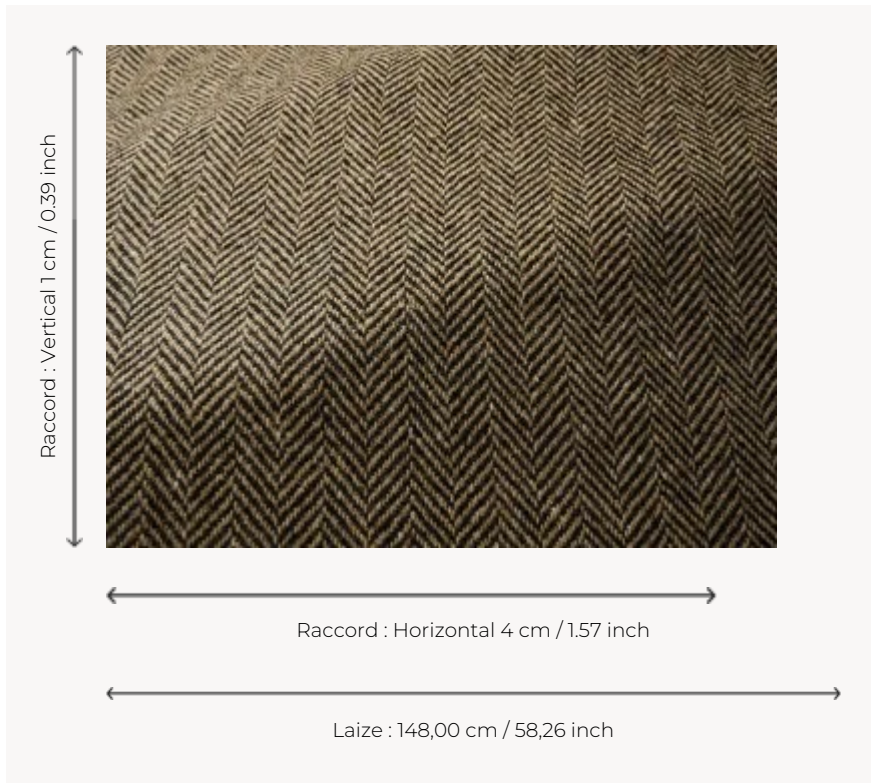 Raccord : Vertical 1 cm / 0.39 inch
Raccord : Horizontal 4 cm / 1.57 inch
Laize : 148,00 cm / 58,26 inch